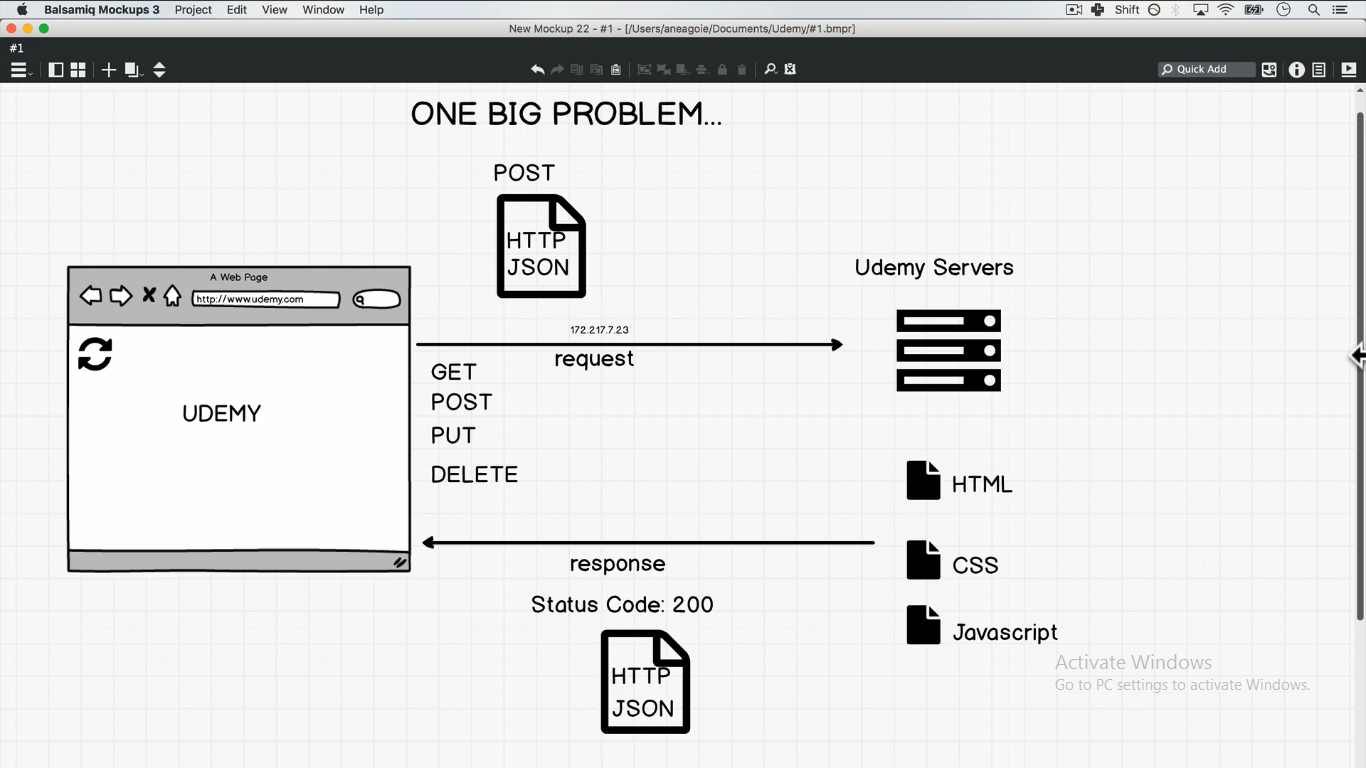 Balsamiq Mockups 3 Project Edit View Window Help Shift
New Mockup 22 - #1 - [/Users/aneagoie/Documents/Udemy/#1.bmpr]
#1
Quick Add
ONE BIG PROBLEM...
POST
HTTP
JSON
A Web Page
http://www.udemy.com
UDEMY
172.217.7.23
request
GET
POST
PUT
DELETE
Udemy Servers
HTML
CSS
Javascript
response
Status Code: 200
HTTP
JSON
Activate Windows
Go to PC settings to activate Windows.